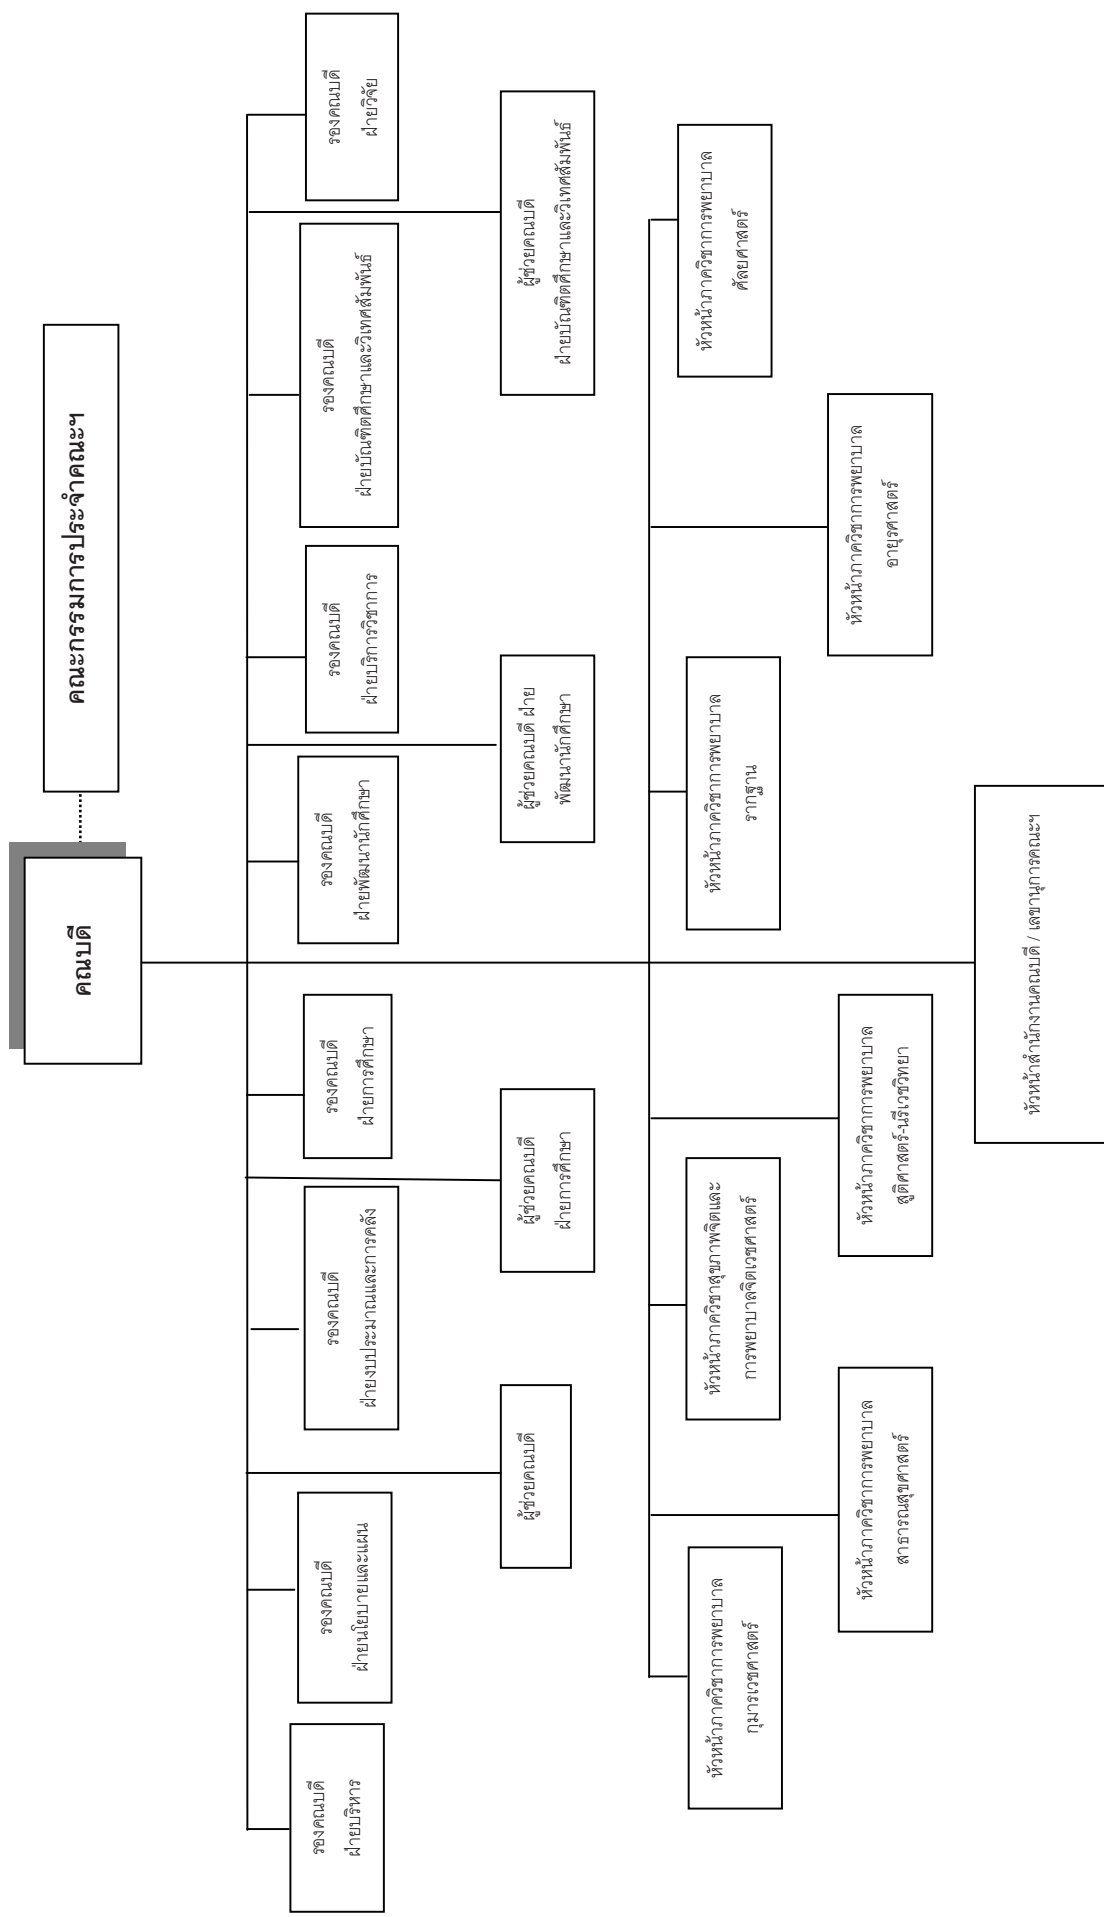 คณะกรรมการประจำคณะฯ
คณบดี
รองคณบดี
ฝ่ายบริหาร
รองคณบดี
ฝ่ายนโยบายและแผน
รองคณบดี
ฝ่ายงบประมาณและการคลัง
รองคณบดี
ฝ่ายการศึกษา
รองคณบดี
ฝ่ายพัฒนานักศึกษา
รองคณบดี
ฝ่ายบริการวิชาการ
รองคณบดี
ฝ่ายบัณฑิตศึกษาและวิเทศสัมพันธ์
รองคณบดี
ฝ่ายวิจัย
ผู้ช่วยคณบดี
ผู้ช่วยคณบดี
ฝ่ายการศึกษา
ผู้ช่วยคณบดี ฝ่าย
พัฒนานักศึกษา
ผู้ช่วยคณบดี
ฝ่ายบัณฑิตศึกษาและวิเทศสัมพันธ์
หัวหน้าภาควิชาการพยาบาล
กุมารเวชศาสตร์
หัวหน้าภาควิชาสุขภาพจิตและ
การพยาบาลจิตเวชศาสตร์
หัวหน้าภาควิชาการพยาบาล
รากฐาน
หัวหน้าภาควิชาการพยาบาล
ศัลยศาสตร์
หัวหน้าภาควิชาการพยาบาล
สาธารณสุขศาสตร์
หัวหน้าภาควิชาการพยาบาล
สูติศาสตร์-นรีเวชวิทยา
หัวหน้าภาควิชาการพยาบาล
อายุรศาสตร์
หัวหน้าสำนักงานคณบดี / เลขานุการคณะฯ